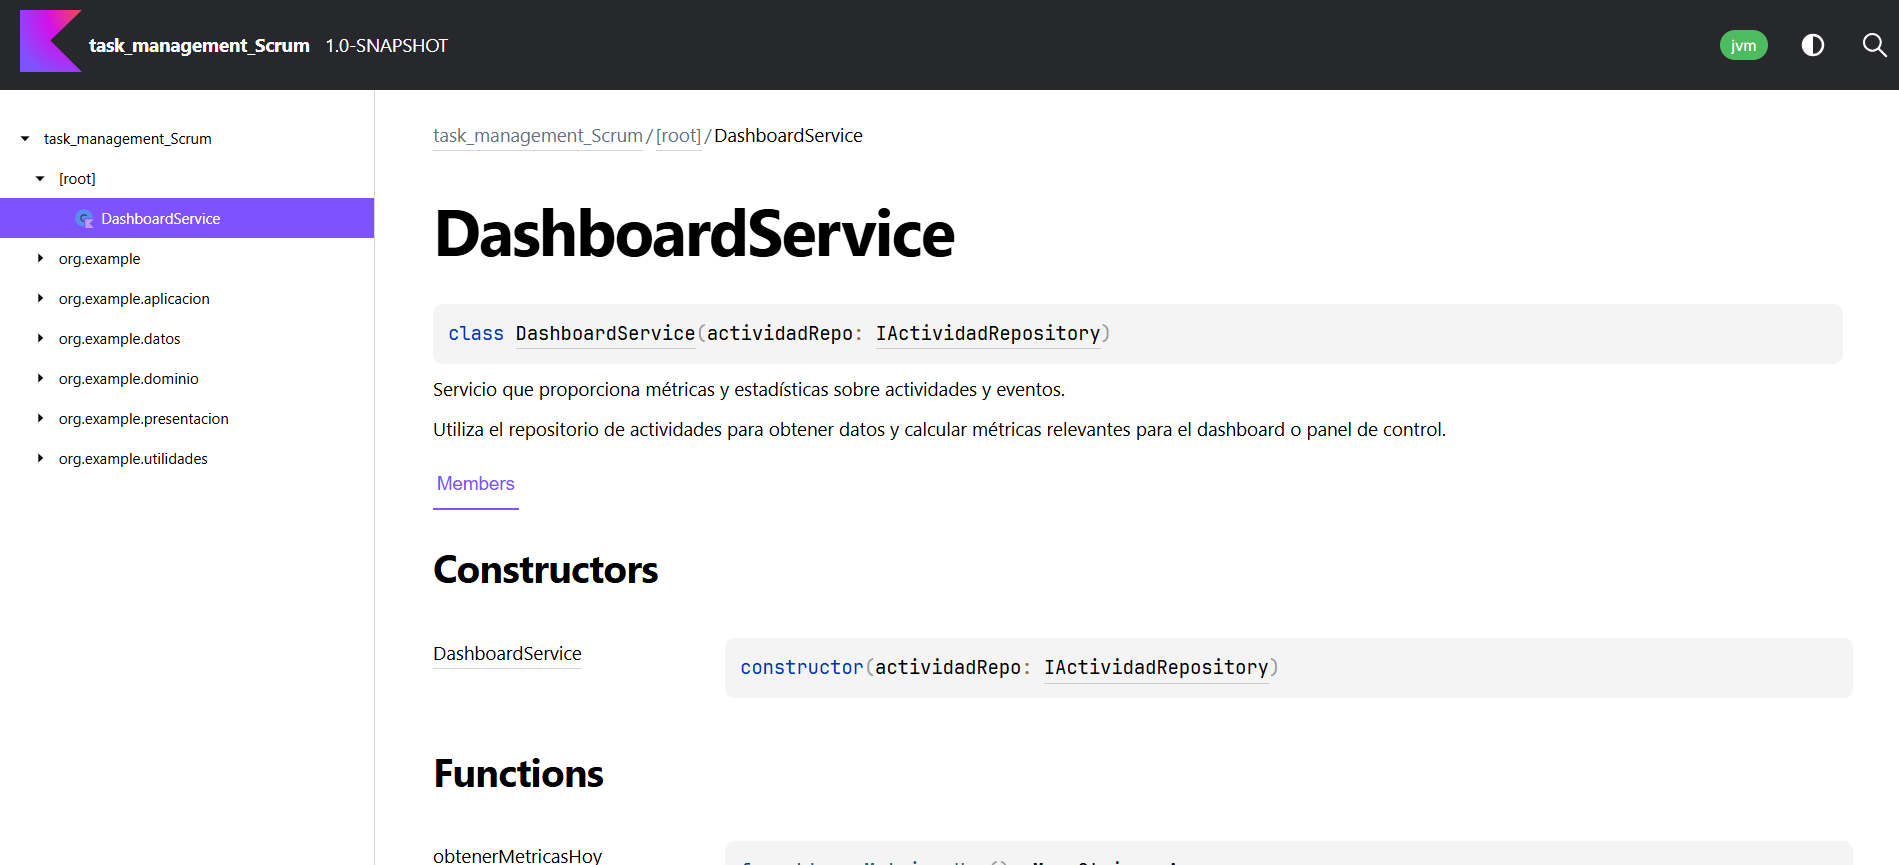 task_management_Scrum 1.0-SNAPSHOT
jvm
task_management_Scrum
[root]
DashboardService
org.example
org.example.aplicacion
org.example.datos
org.example.dominio
org.example.presentacion
org.example.utilidades
task_management_Scrum/[root]/DashboardService
DashboardService
class DashboardService(actividadRepo: IActividadRepository)
Servicio que proporciona métricas y estadísticas sobre actividades y eventos.
Utiliza el repositorio de actividades para obtener datos y calcular métricas relevantes para el dashboard o panel de control.
Members
Constructors
DashboardService
constructor(actividadRepo: IActividadRepository)
Functions
obtenerMetricasHoy